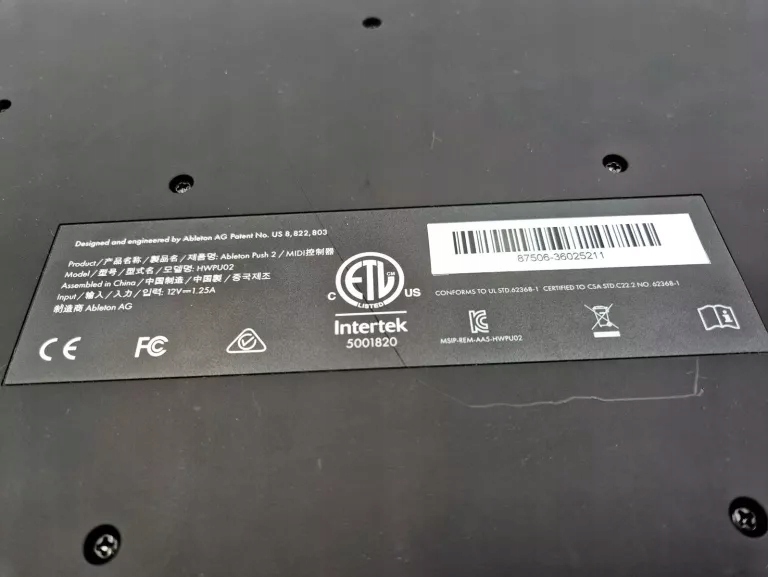 Designed and engineered by Ableton AG Patent No. US 8,822,803
Product / 产品名称 / 製品名 / 제품명: Ableton Push 2 / MIDI控制器
Model / 型号 / 型式名 / 모델명: HWPU02
Assembled in China / 中国制造 / 中国製 / 중국제조
Input / 输入 / 入力 / 입력: 12V⎓1.25A
制造商 Ableton AG
CE
FC
87506-36025211
ETL CM
LISTED
C US
Intertek
5001820
CONFORMS TO UL STD.62368-1 CERTIFIED TO CSA STD.C22.2 NO. 62368-1
MSIP-REM-AA5-HWPU02